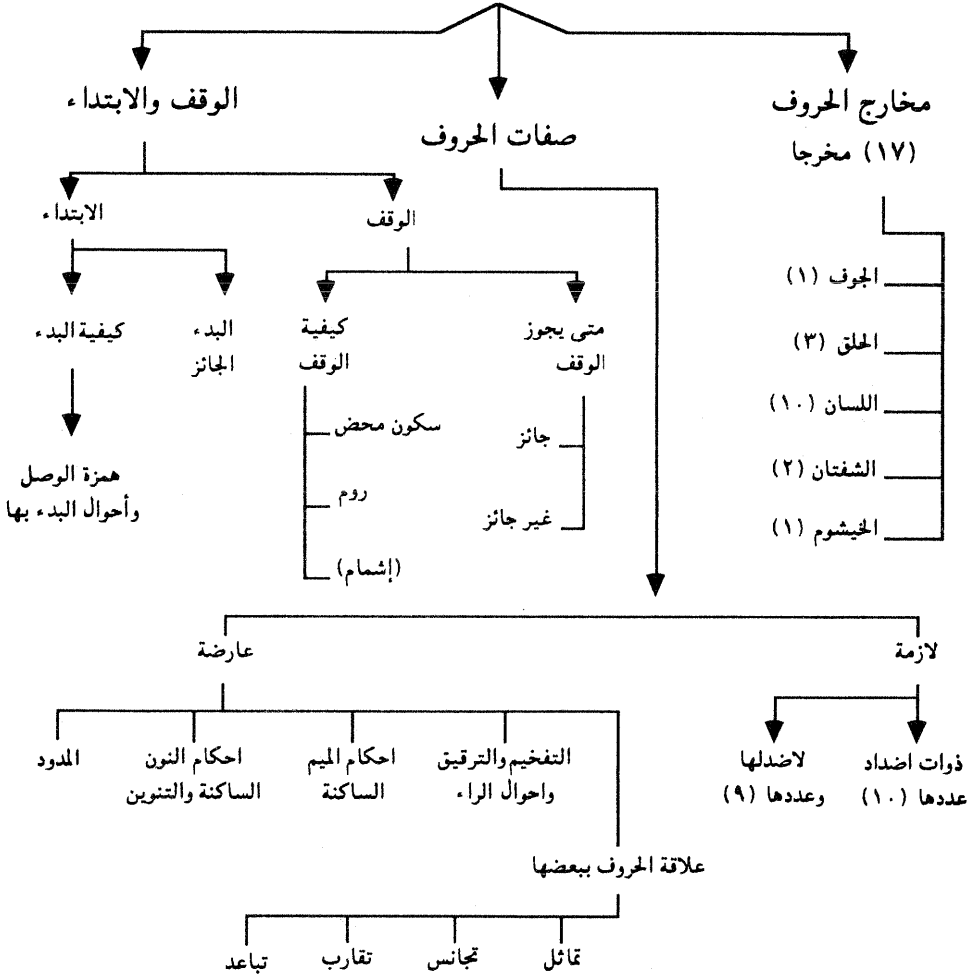 مخارج الحروف
(١٧) مخرجا
الجوف (١)
الحلق (٣)
اللسان (١٠)
الشفتان (٢)
الخيشوم (١)
صفات الحروف
الوقف والابتداء
الوقف
الابتداء
متى يجوز
الوقف
جائز
غير جائز
كيفية
الوقف
سكون محض
روم
(إشمام)
البدء
الجائز
كيفية البدء
همزة الوصل
وأحوال البدء بها
لازمة
ذوات اضداد
عددها (١٠)
لاضدلها
وعددها (٩)
عارضة
التفخيم والترقيق
واحوال الراء
احكام الميم
الساكنة
احكام النون
الساكنة والتنوين
المدود
علاقة الحروف ببعضها
تماثل
تجانس
تقارب
تباعد